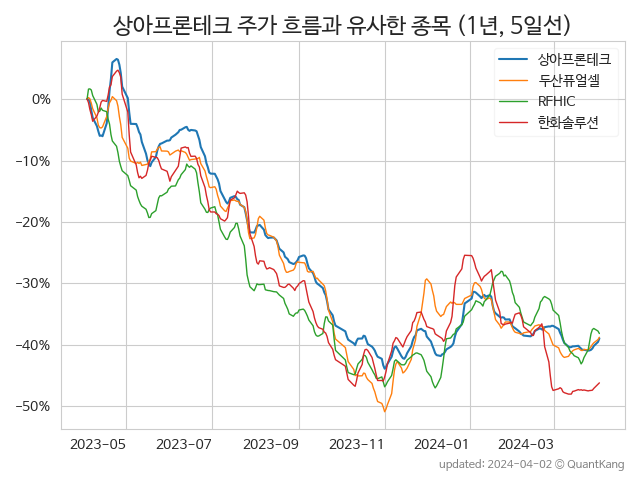 상아프론테크 주가 흐름과 유사한 종목 (1년, 5일선)
상아프론테크
두산퓨얼셀
RFHIC
한화솔루션
0%
−10%
−20%
−30%
−40%
−50%
2023-05 2023-07 2023-09 2023-11 2024-01 2024-03
updated: 2024-04-02 © QuantKang